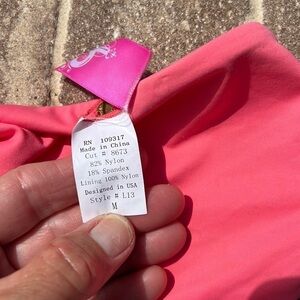 RN 109317
Made in China
Cut # 8673
82% Nylon
18% Spandex
Lining 100% Nylon
Designed in USA
Style # L13
M